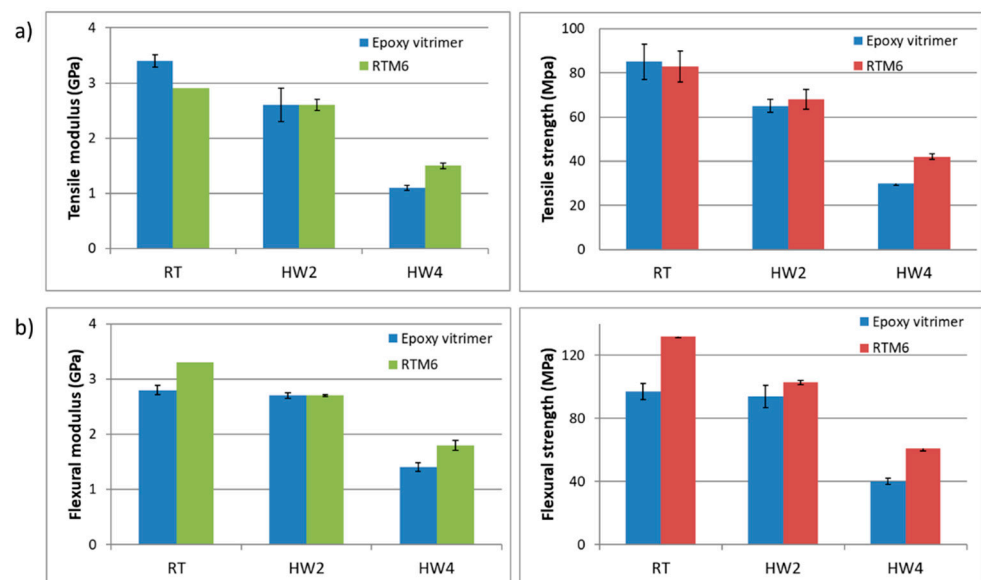 a)
Tensile modulus (GPa)
4
3
2
1
0
Epoxy vitrimer
RTM6
RT HW2 HW4
Tensile strength (Mpa)
100
80
60
40
20
0
Epoxy vitrimer
RTM6
RT HW2 HW4
b)
Flexural modulus (GPa)
4
3
2
1
0
Epoxy vitrimer
RTM6
RT HW2 HW4
Flexural strength (MPa)
120
80
40
0
Epoxy vitrimer
RTM6
RT HW2 HW4